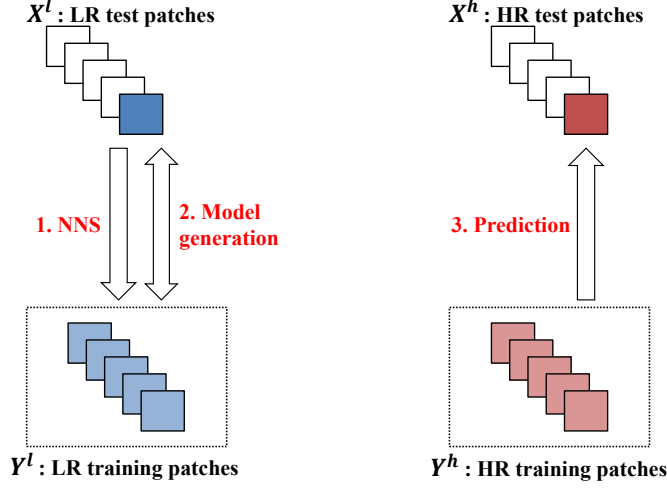 X^l : LR test patches
X^h : HR test patches
1. NNS
2. Model
generation
3. Prediction
Y^l : LR training patches
Y^h : HR training patches